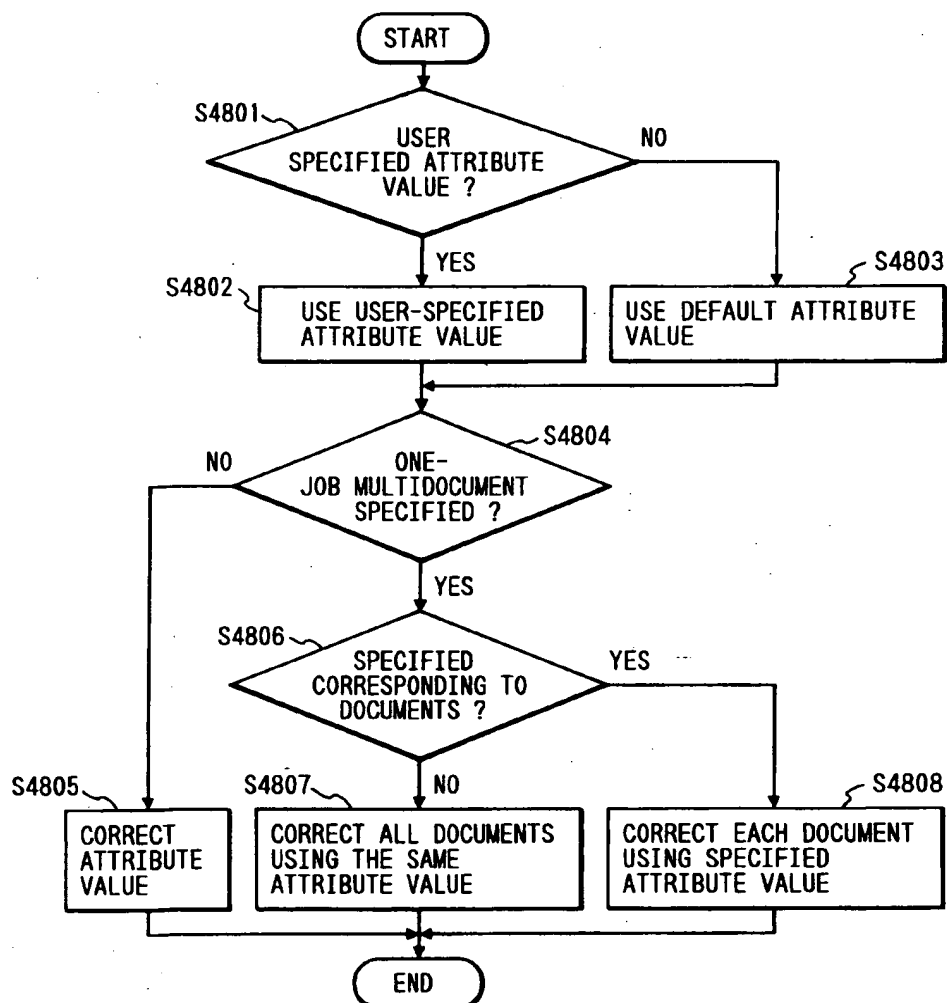 START
S4801
USER
SPECIFIED ATTRIBUTE
VALUE ?
NO
YES
S4802
USE USER-SPECIFIED
ATTRIBUTE VALUE
S4803
USE DEFAULT ATTRIBUTE
VALUE
S4804
ONE-
JOB MULTIDOCUMENT
SPECIFIED ?
NO
YES
S4806
SPECIFIED
CORRESPONDING TO
DOCUMENTS ?
YES
NO
S4805
CORRECT
ATTRIBUTE
VALUE
S4807
CORRECT ALL DOCUMENTS
USING THE SAME
ATTRIBUTE VALUE
S4808
CORRECT EACH DOCUMENT
USING SPECIFIED
ATTRIBUTE VALUE
END